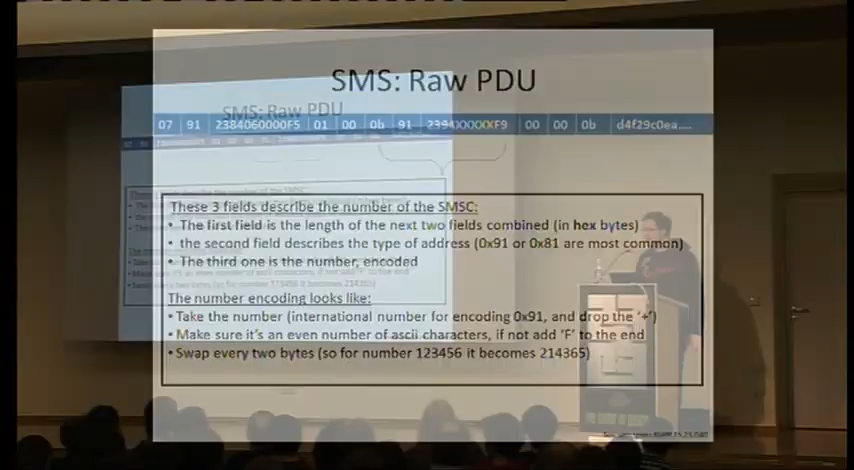 SMS: Raw PDU
SMS: Raw PDU
07 91 2384060000F5 01 00 0b 91 2394XXXXXXF9 00 00 0b d4f29c0ea....
These 3 fields describe the number of the SMSC:
• The first field is the length of the next two fields combined (in hex bytes)
• the second field describes the type of address (0x91 or 0x81 are most common)
• The third one is the number, encoded
The number encoding looks like:
• Take the number (international number for encoding 0x91, and drop the '+')
• Make sure it's an even number of ascii characters, if not add 'F' to the end
• Swap every two bytes (so for number 123456 it becomes 214365)